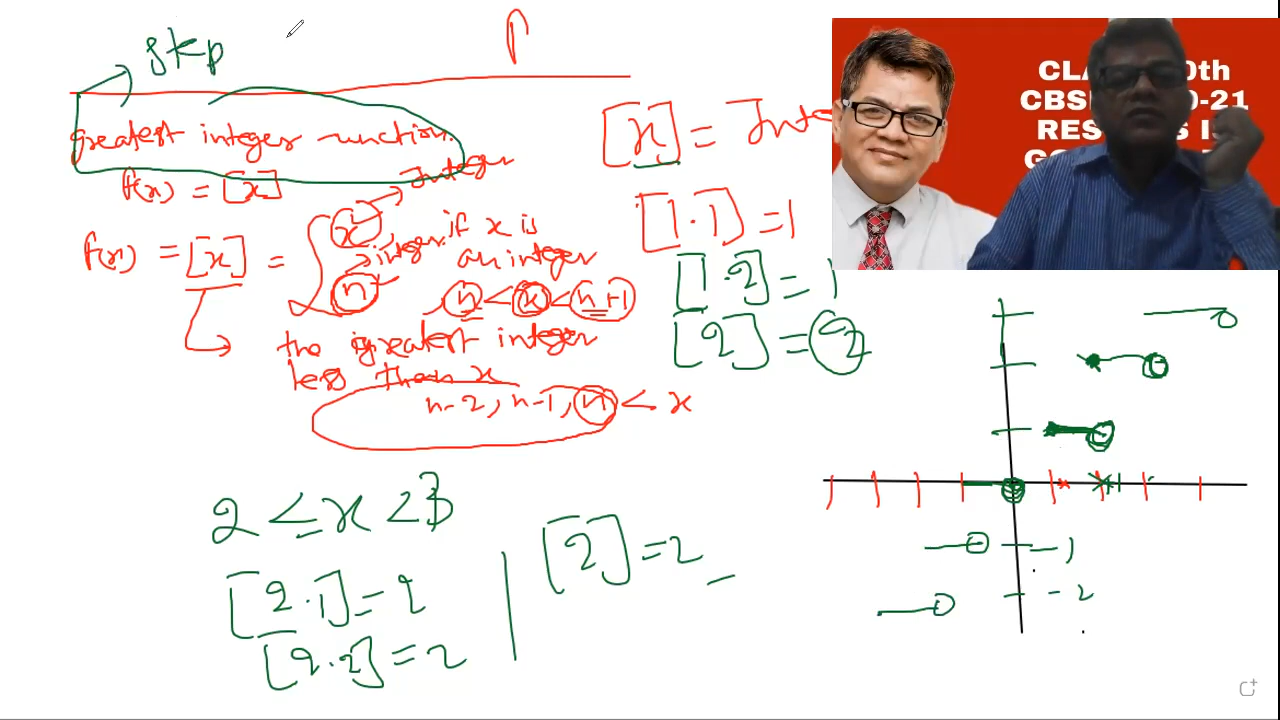 step
greatest integer function.
f(x) = [x]
Integer
f(x) = [x] = { x, if x is
integer. an integer
n n < x < n+1
the greatest integer
less than x
n-2, n-1, n < x
[x] = Inte
[1.1] = 1
[1.2] = 1
[2] = 2
2 ≤ x < 3
[2.1] = 2
[2.2] = 2
[2] = 2
-1
-2
CLA 0th
CBS 0-21
RES S I